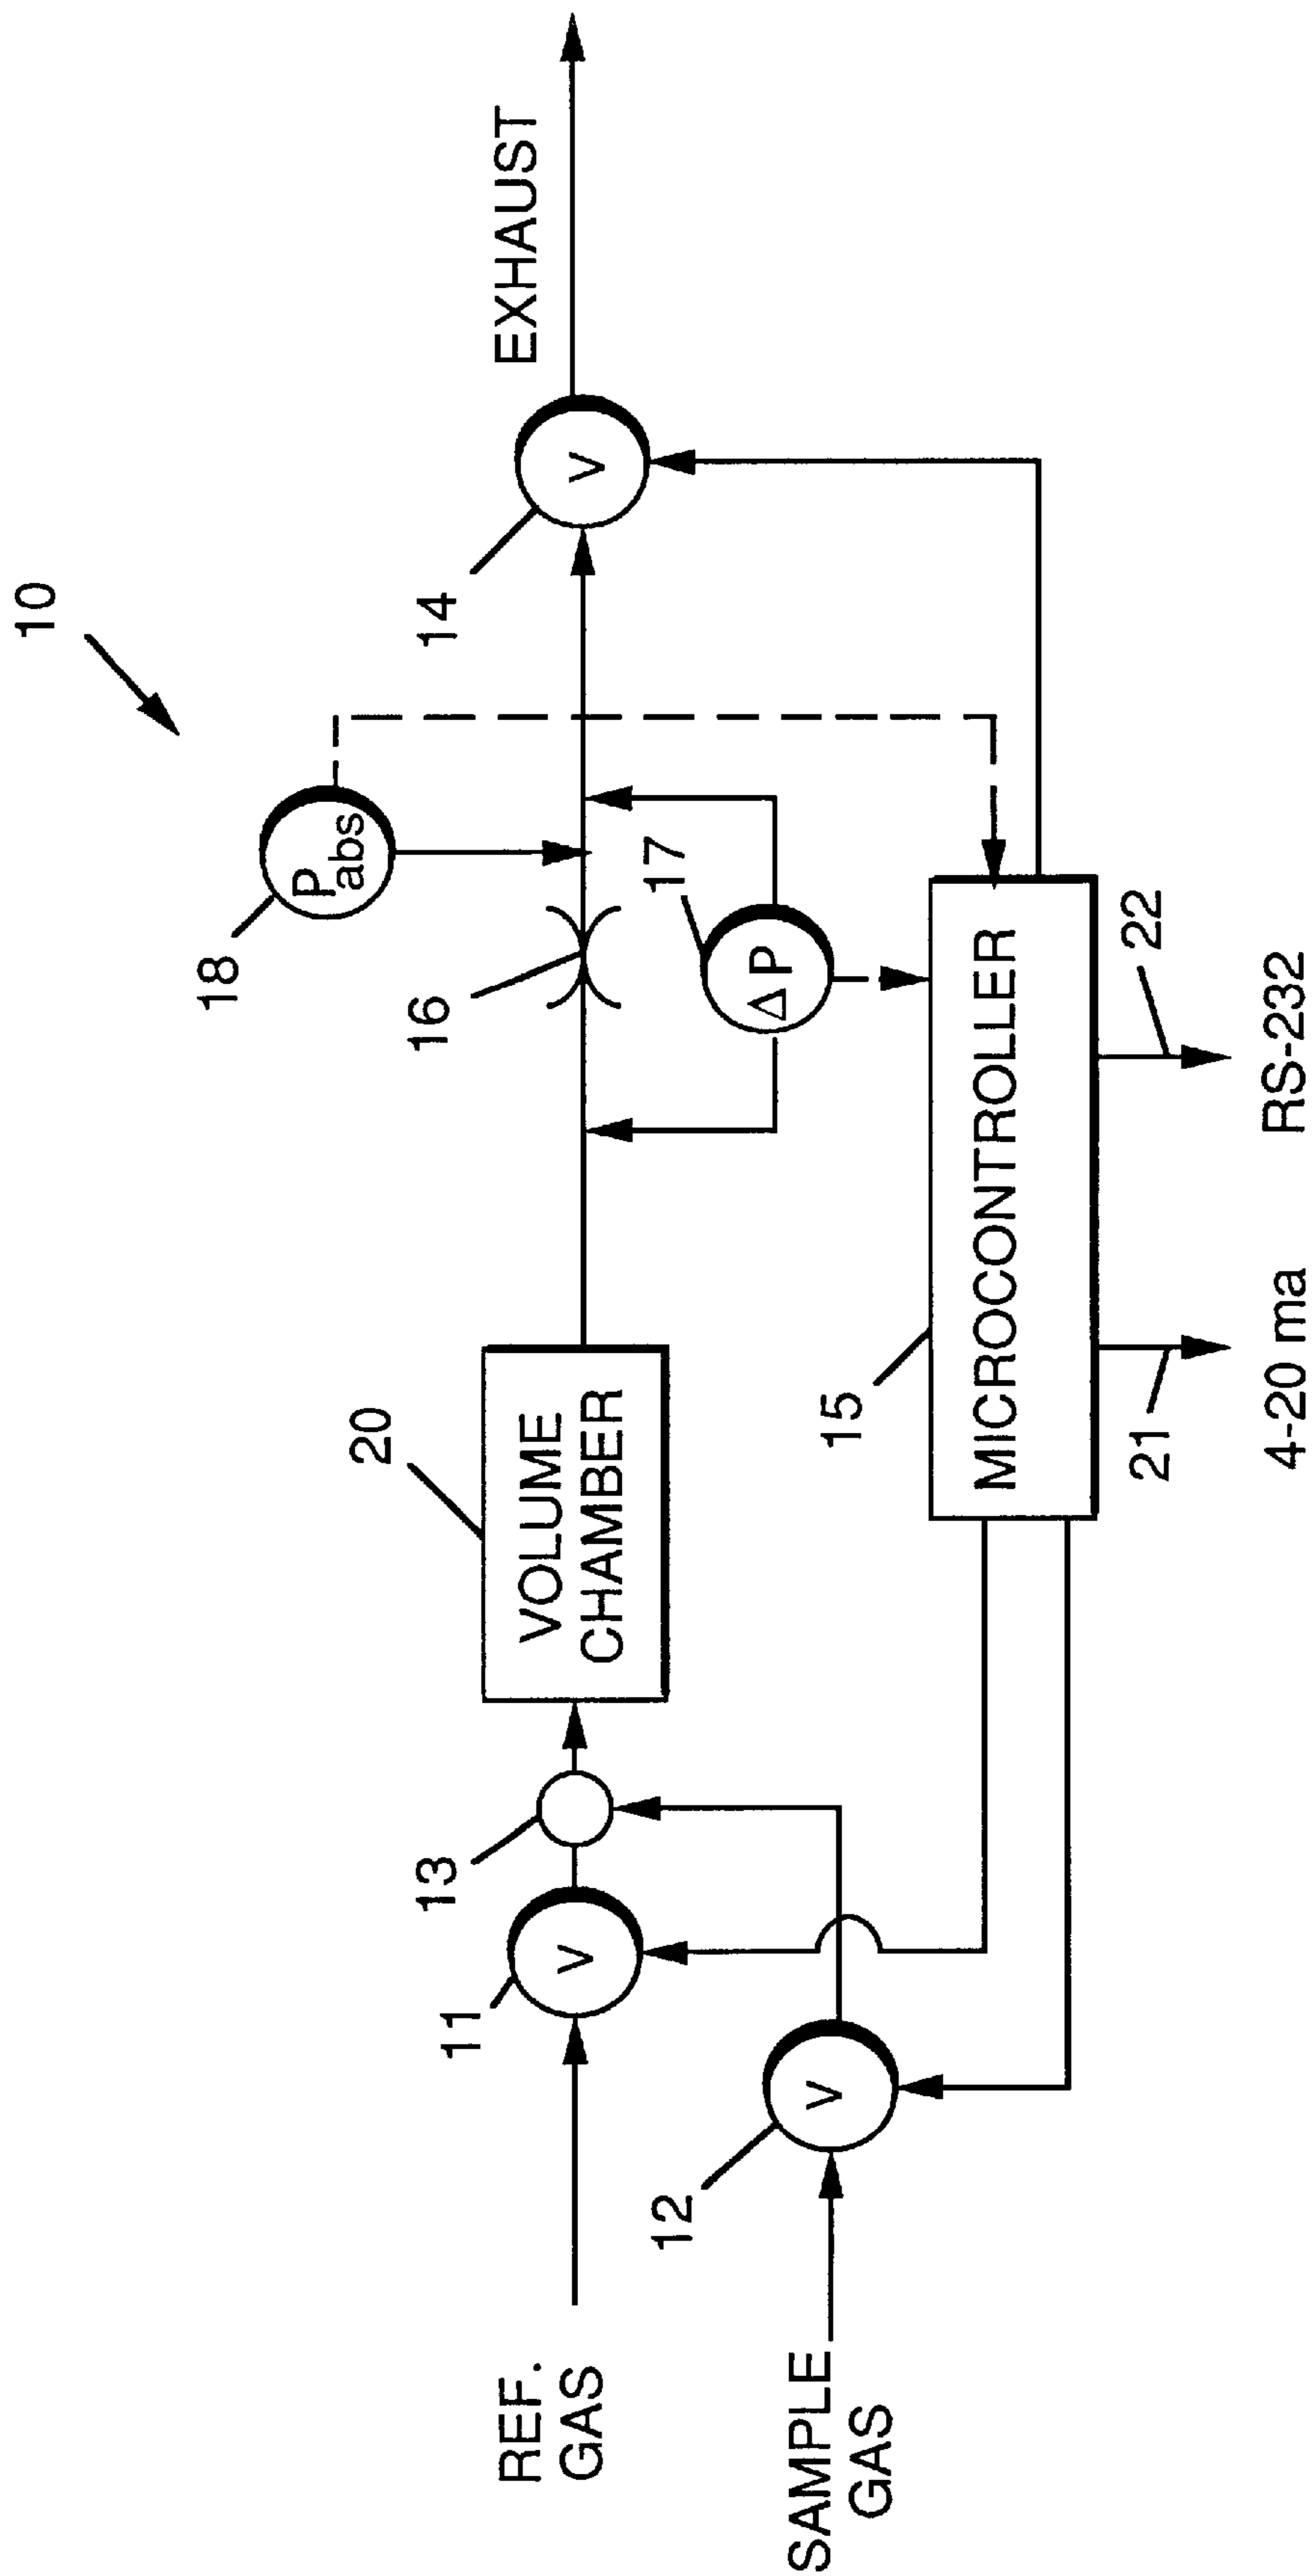 10
18
P
abs
EXHAUST
14
16
17
ΔP
20
VOLUME
CHAMBER
13
11
V
V
V
REF.
GAS
12
SAMPLE
GAS
15
MICROCONTROLLER
21
22
4-20 ma
RS-232